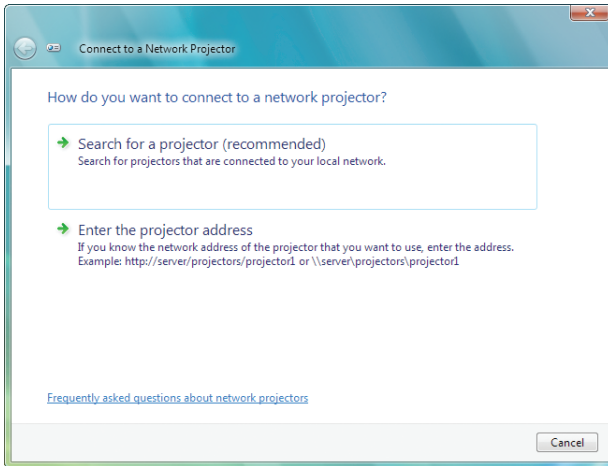 Connect to a Network Projector
How do you want to connect to a network projector?
Search for a projector (recommended)
Search for projectors that are connected to your local network.
Enter the projector address
If you know the network address of the projector that you want to use, enter the address.
Example: http://server/projectors/projector1 or \\server\projectors\projector1
Frequently asked questions about network projectors
Cancel